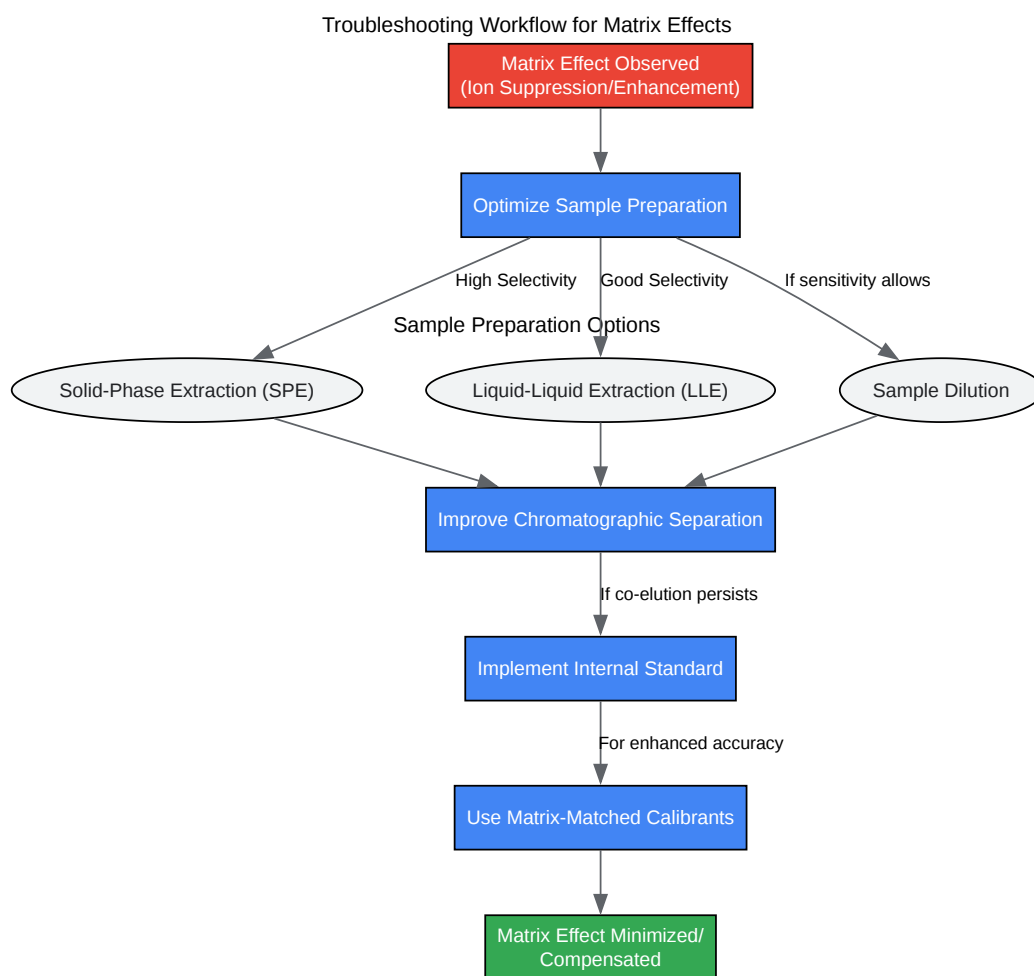 Troubleshooting Workflow for Matrix Effects
Matrix Effect Observed
(Ion Suppression/Enhancement)
Optimize Sample Preparation
High Selectivity
Good Selectivity
If sensitivity allows
Sample Preparation Options
Solid-Phase Extraction (SPE)
Liquid-Liquid Extraction (LLE)
Sample Dilution
Improve Chromatographic Separation
If co-elution persists
Implement Internal Standard
For enhanced accuracy
Use Matrix-Matched Calibrants
Matrix Effect Minimized/
Compensated